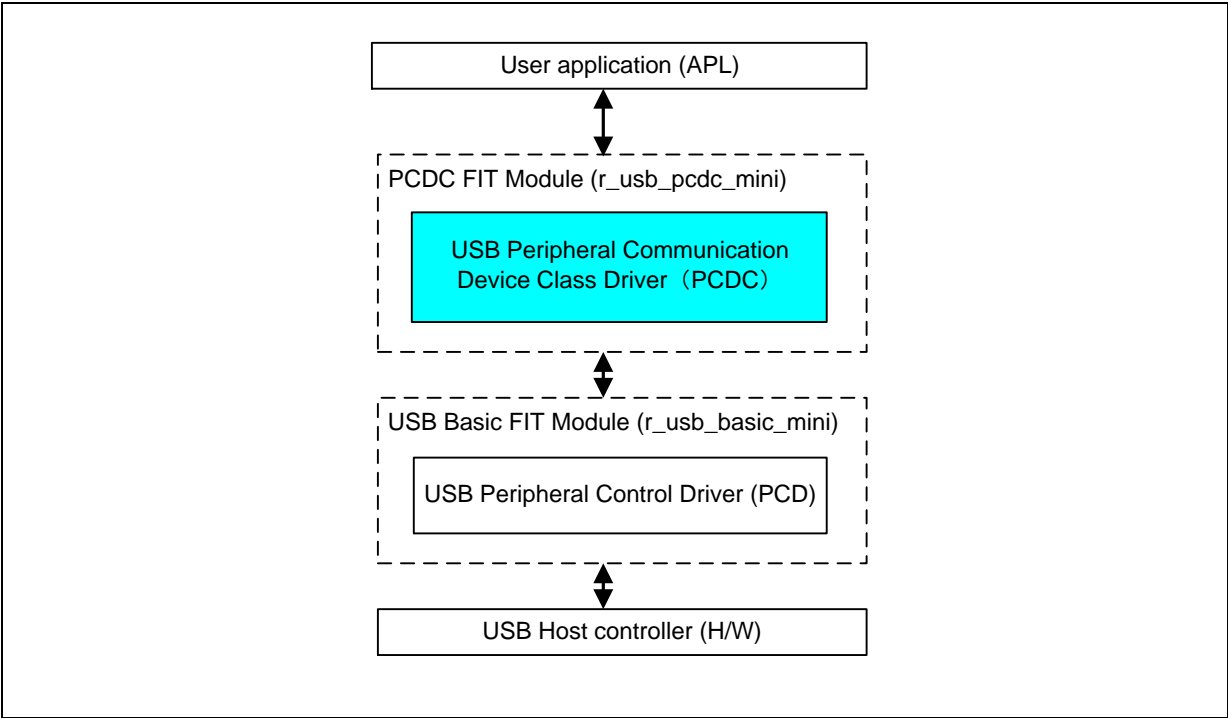 User application (APL)
PCDC FIT Module (r_usb_pcdc_mini)
USB Peripheral Communication
Device Class Driver（PCDC）
USB Basic FIT Module (r_usb_basic_mini)
USB Peripheral Control Driver (PCD)
USB Host controller (H/W)